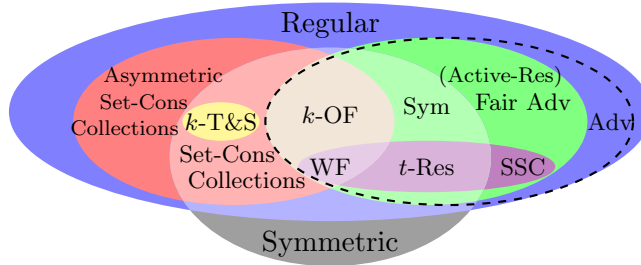 Regular
Asymmetric
Set-Cons
Collections
k-T&S
Set-Cons
Collections
k-OF
WF
(Active-Res)
Fair Adv
Sym
Adv
t-Res
SSC
Symmetric